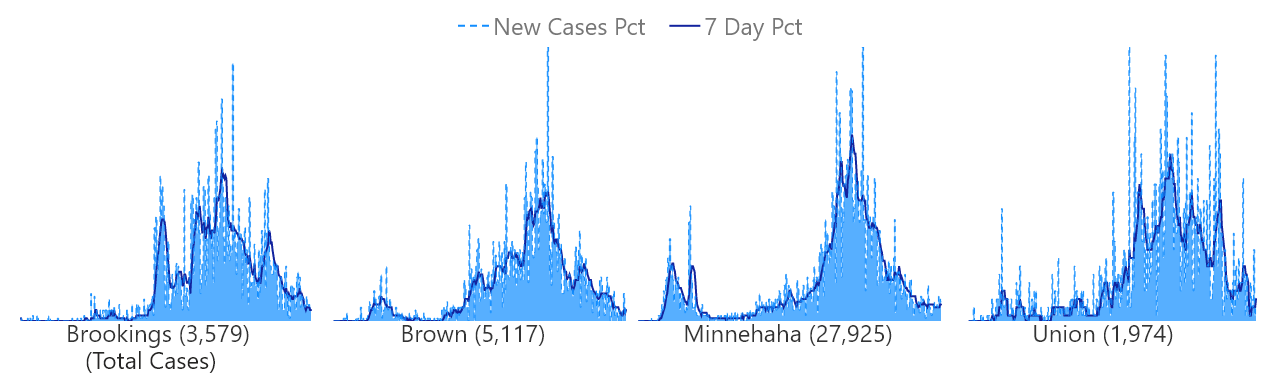 New Cases Pct 7 Day Pct
Brookings (3,579) Brown (5,117) Minnehaha (27,925) Union (1,974)
(Total Cases)